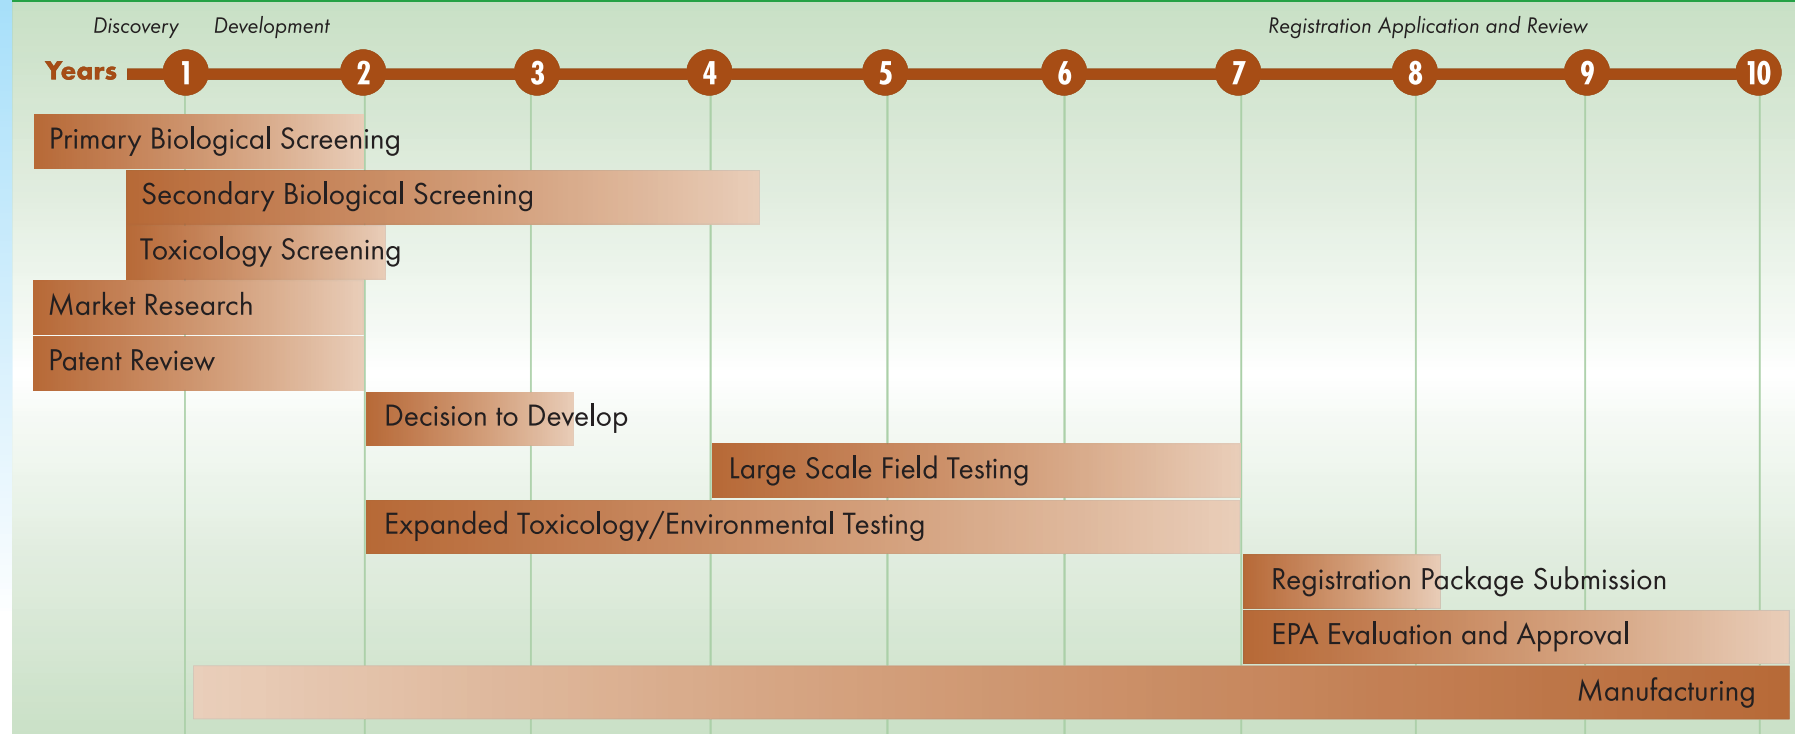 Discovery Development Registration Application and Review
Years 1 2 3 4 5 6 7 8 9 10
Primary Biological Screening
Secondary Biological Screening
Toxicology Screening
Market Research
Patent Review
Decision to Develop
Large Scale Field Testing
Expanded Toxicology/Environmental Testing
Registration Package Submission
EPA Evaluation and Approval
Manufacturing